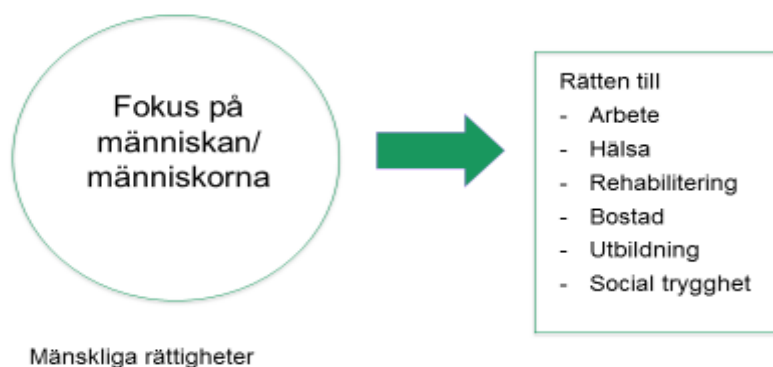 Fokus på
människan/
människorna
Rätten till
- Arbete
- Hälsa
- Rehabilitering
- Bostad
- Utbildning
- Social trygghet
Mänskliga rättigheter